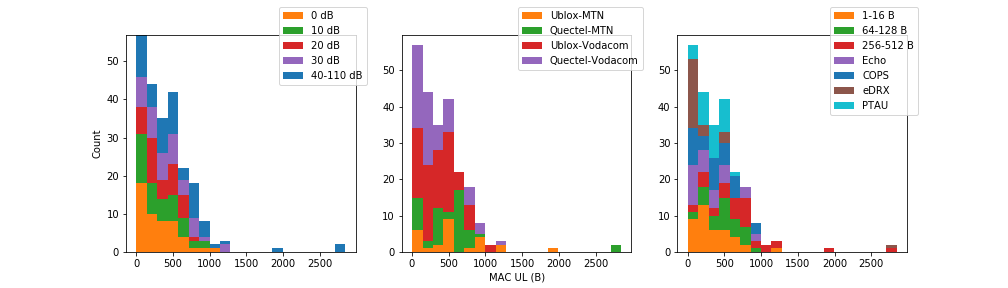 0 dB
10 dB
20 dB
30 dB
40-110 dB
Count
50
40
30
20
10
0
0 500 1000 1500 2000 2500
Ublox-MTN
Quectel-MTN
Ublox-Vodacom
Quectel-Vodacom
50
40
30
20
10
0
0 500 1000 1500 2000 2500
MAC UL (B)
1-16 B
64-128 B
256-512 B
Echo
COPS
eDRX
PTAU
50
40
30
20
10
0
0 500 1000 1500 2000 2500